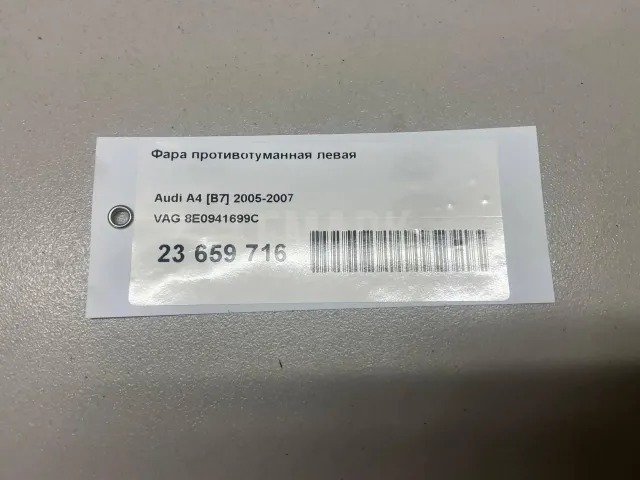 Фара противотуманная левая
Audi A4 [B7] 2005-2007
VAG 8E0941699C
23 659 716